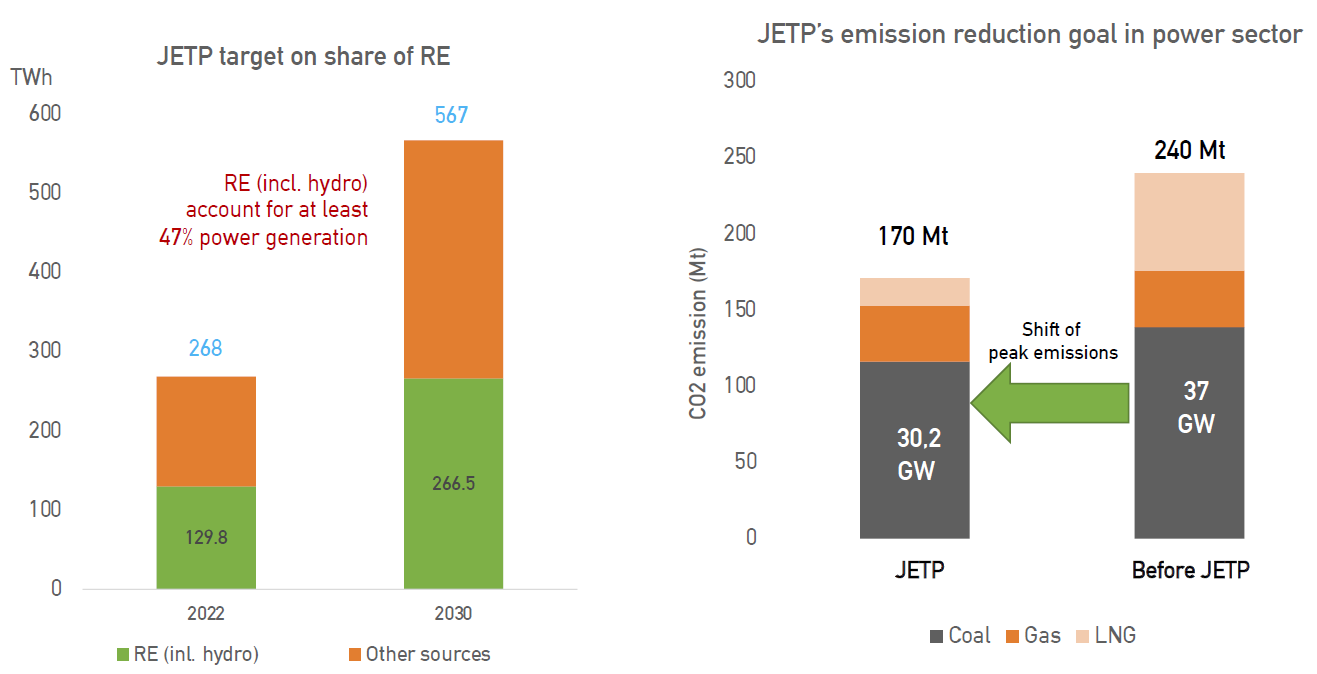 JETP target on share of RE
TWh
600
500
400
300
200
100
0
567
RE (incl. hydro)
account for at least
47% power generation
268
266.5
129.8
2022
2030
RE (inl. hydro)
Other sources
JETP's emission reduction goal in power sector
CO2 emission (Mt)
300
250
200
150
100
50
0
240 Mt
170 Mt
Shift of
peak emissions
37
GW
30,2
GW
JETP
Before JETP
Coal
Gas
LNG